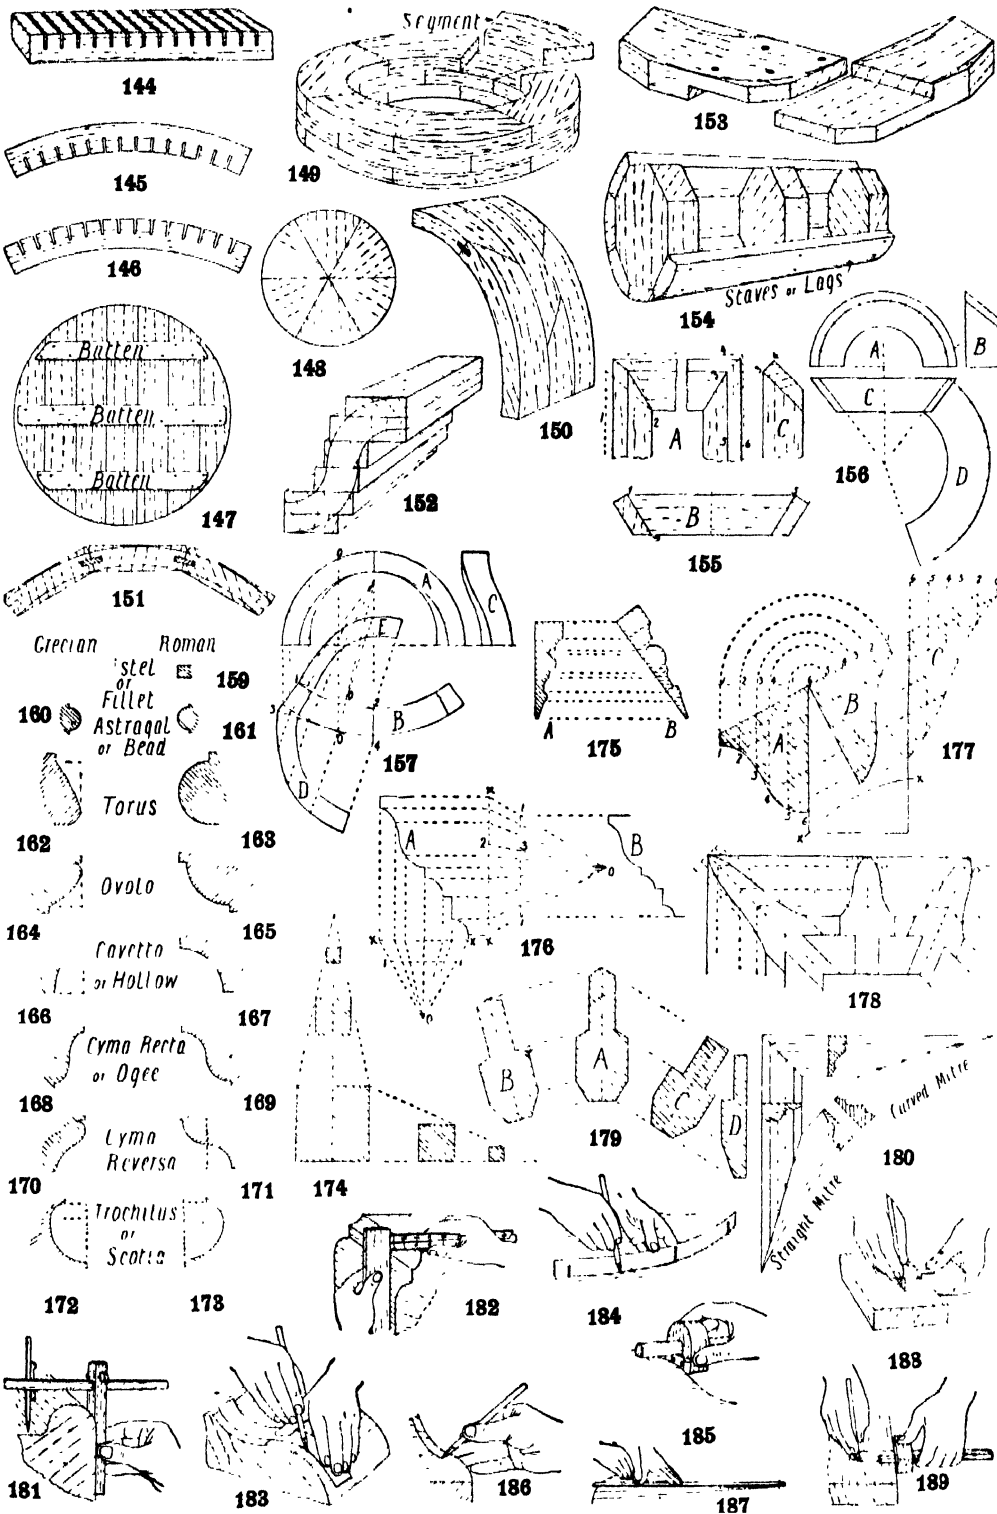 Segment
144
149
153
145
146
148
150
Staves or Lags
154
Batten
Batten
Batten
147
152
A
B
C
D
156
A
C
B
155
151
A
C
E
B
D
157
Grecian Roman
159
or
Fillet
160
Astragal
or Bead
161
A B
175
A
B
C
177
Torus
162
163
Ovolo
164
165
A
B
176
Cavetto
or Hollow
166
167
178
Cyma Recta
or Ogee
168
169
B
A
C
D
179
Curved Mitre
180
Straight Mitre
Cyma
Reversa
170
171
174
Trochilus
or
Scotia
172
173
182
184
188
185
181
183
186
187
189